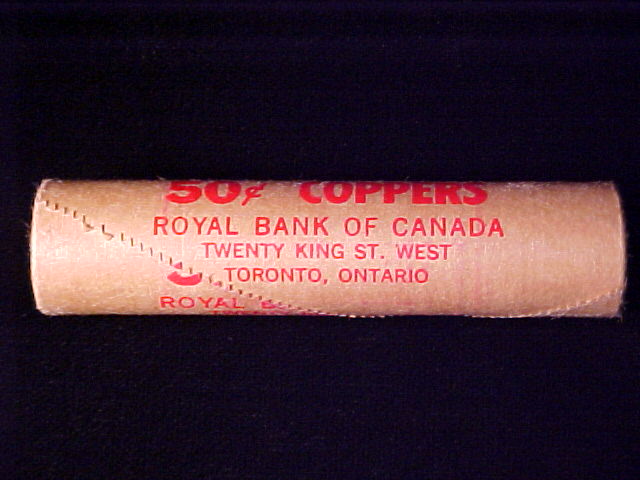 50¢ COPPERS
ROYAL BANK OF CANADA
TWENTY KING ST. WEST
TORONTO, ONTARIO
ROYAL